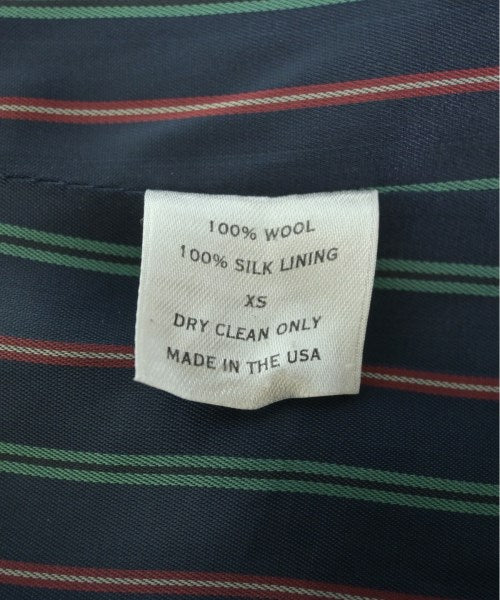 100% WOOL
100% SILK LINING
XS
DRY CLEAN ONLY
MADE IN THE USA